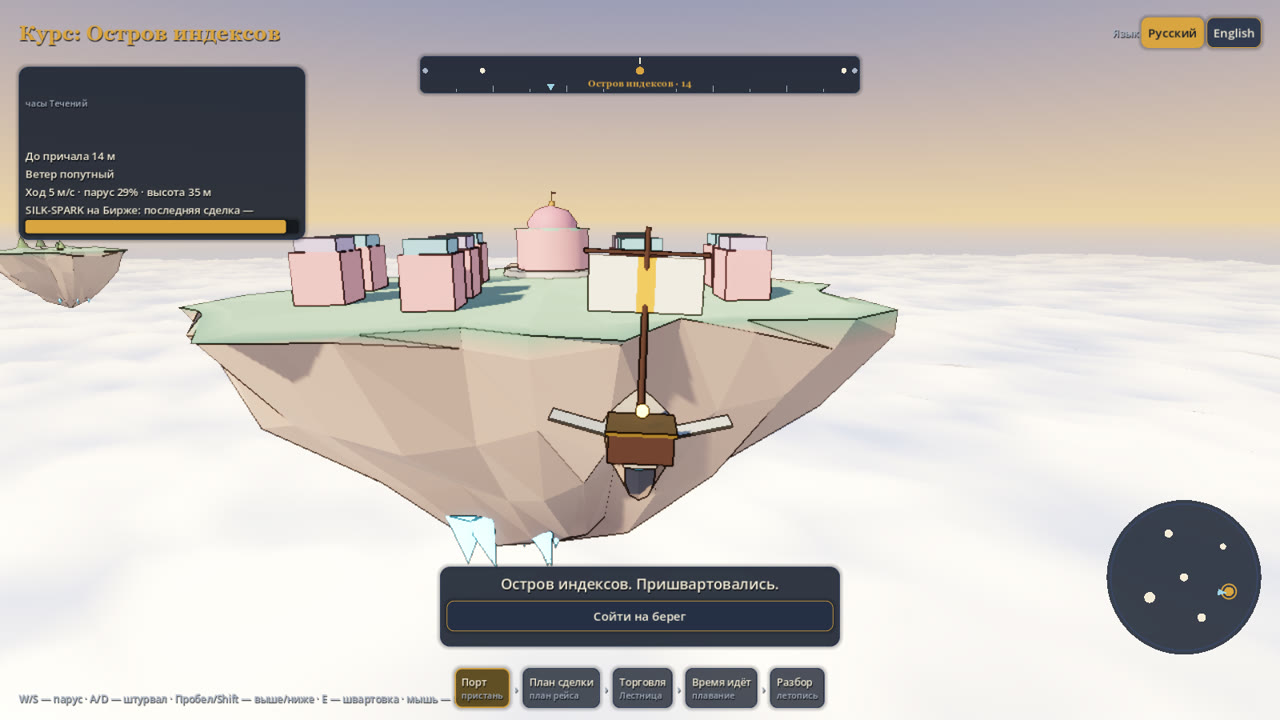 Курс: Остров индексов
Язык
Русский
English
Остров индексов · 14
часы Течений
До причала 14 м
Ветер попутный
Ход 5 м/с · парус 29% · высота 35 м
SILK-SPARK на Бирже: последняя сделка —
Остров индексов. Пришвартовались.
Сойти на берег
Порт
пристань
›
План сделки
план рейса
›
Торговля
Лестница
›
Время идёт
плавание
›
Разбор
летопись
W/S — парус · A/D — штурвал · Пробел/Shift — выше/ниже · E — швартовка · мышь —